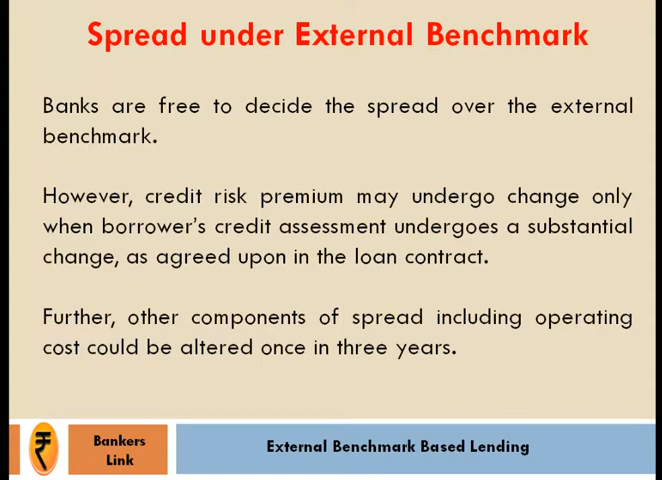 Spread under External Benchmark
Banks are free to decide the spread over the external
benchmark.
However, credit risk premium may undergo change only
when borrower's credit assessment undergoes a substantial
change, as agreed upon in the loan contract.
Further, other components of spread including operating
cost could be altered once in three years.
₹
Bankers
Link
External Benchmark Based Lending